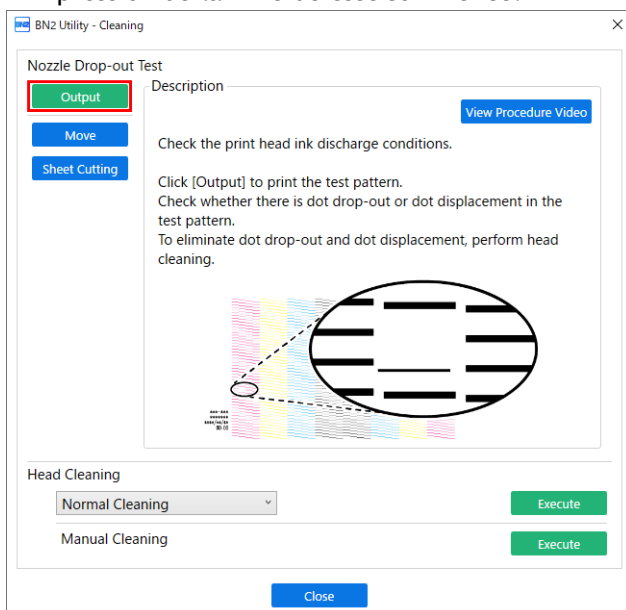 BN2 Utility - Cleaning
Nozzle Drop-out Test
Output
Description
View Procedure Video
Move
Check the print head ink discharge conditions.
Sheet Cutting
Click [Output] to print the test pattern.
Check whether there is dot drop-out or dot displacement in the
test pattern.
To eliminate dot drop-out and dot displacement, perform head
cleaning.
Head Cleaning
Normal Cleaning
Execute
Manual Cleaning
Execute
Close